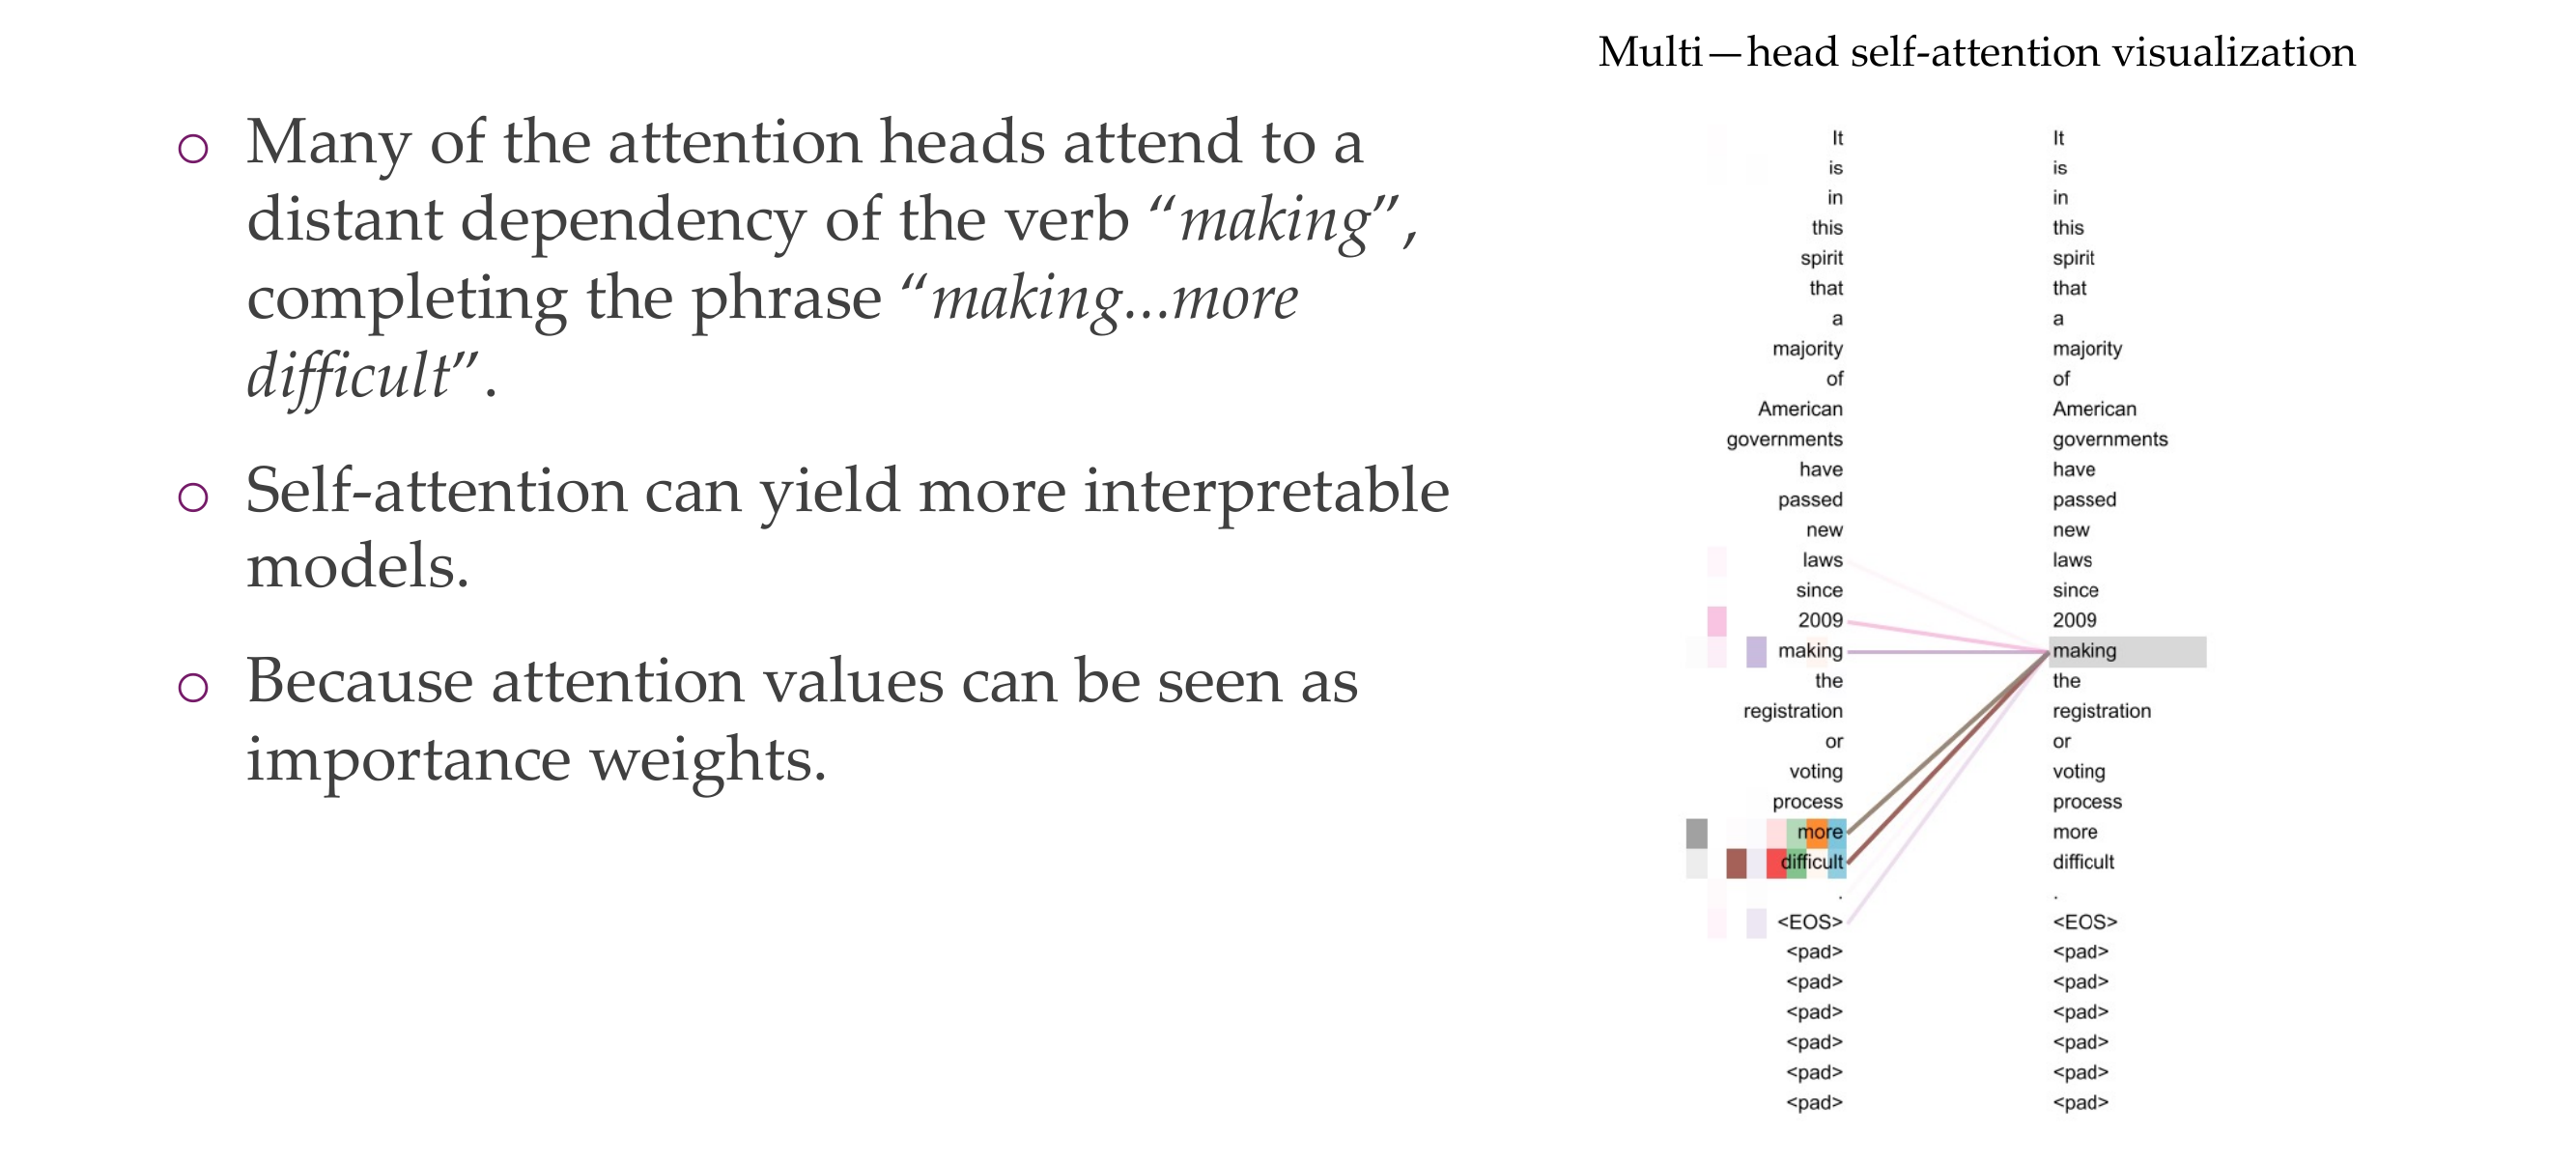 Multi—head self-attention visualization
○ Many of the attention heads attend to a
distant dependency of the verb “making”,
completing the phrase “making...more
difficult”.
○ Self-attention can yield more interpretable
models.
○ Because attention values can be seen as
importance weights.
It It
is is
in in
this this
spirit spirit
that that
a a
majority majority
of of
American American
governments governments
have have
passed passed
new new
laws laws
since since
2009 2009
making making
the the
registration registration
or or
voting voting
process process
more more
difficult difficult
. .
<EOS> <EOS>
<pad> <pad>
<pad> <pad>
<pad> <pad>
<pad> <pad>
<pad> <pad>
<pad> <pad>